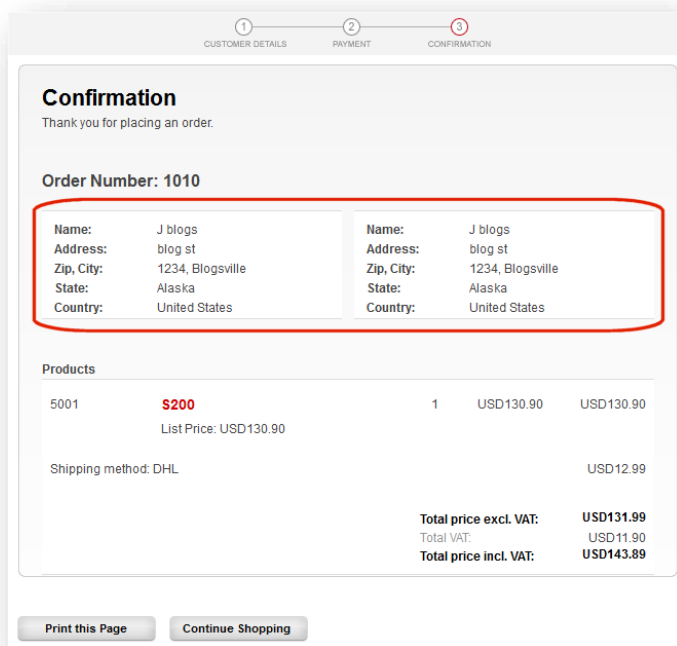 1 2 3
CUSTOMER DETAILS PAYMENT CONFIRMATION
Confirmation
Thank you for placing an order.
Order Number: 1010
Name: J blogs
Address: blog st
Zip, City: 1234, Blogsville
State: Alaska
Country: United States
Name: J blogs
Address: blog st
Zip, City: 1234, Blogsville
State: Alaska
Country: United States
Products
5001 S200 1 USD130.90 USD130.90
List Price: USD130.90
Shipping method: DHL USD12.99
Total price excl. VAT: USD131.99
Total VAT: USD11.90
Total price incl. VAT: USD143.89
Print this Page Continue Shopping